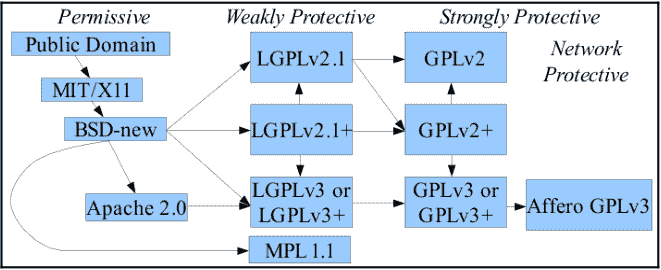 Permissive
Weakly Protective
Strongly Protective
Network
Protective
Public Domain
MIT/X11
BSD-new
Apache 2.0
LGPLv2.1
LGPLv2.1+
LGPLv3 or
LGPLv3+
MPL 1.1
GPLv2
GPLv2+
GPLv3 or
GPLv3+
Affero GPLv3